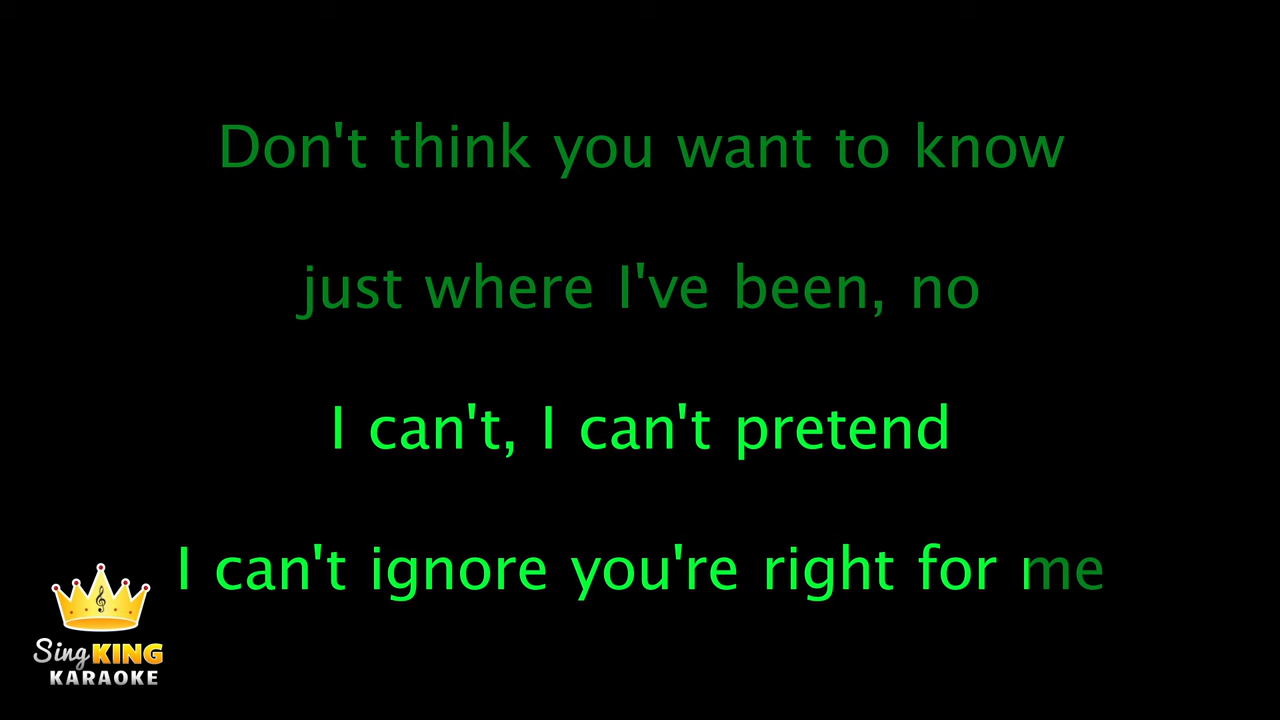 Don't think you want to know
just where I've been, no
I can't, I can't pretend
I can't ignore you're right for me
Sing KING
KARAOKE